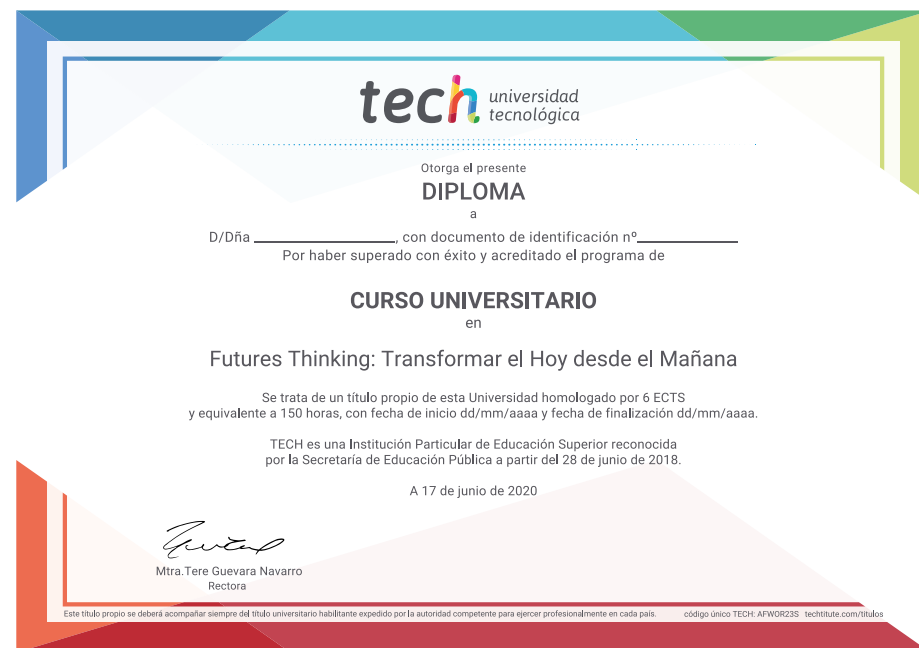 tech universidad
tecnológica
Otorga el presente
DIPLOMA
a
D/Dña ____________________, con documento de identificación nº______________
Por haber superado con éxito y acreditado el programa de
CURSO UNIVERSITARIO
en
Futures Thinking: Transformar el Hoy desde el Mañana
Se trata de un título propio de esta Universidad homologado por 6 ECTS
y equivalente a 150 horas, con fecha de inicio dd/mm/aaaa y fecha de finalización dd/mm/aaaa.
TECH es una Institución Particular de Educación Superior reconocida
por la Secretaría de Educación Pública a partir del 28 de junio de 2018.
A 17 de junio de 2020
Mtra.Tere Guevara Navarro
Rectora
Este título propio se deberá acompañar siempre del título universitario habilitante expedido por la autoridad competente para ejercer profesionalmente en cada país. código único TECH: AFWOR23S techtitute.com/titulos